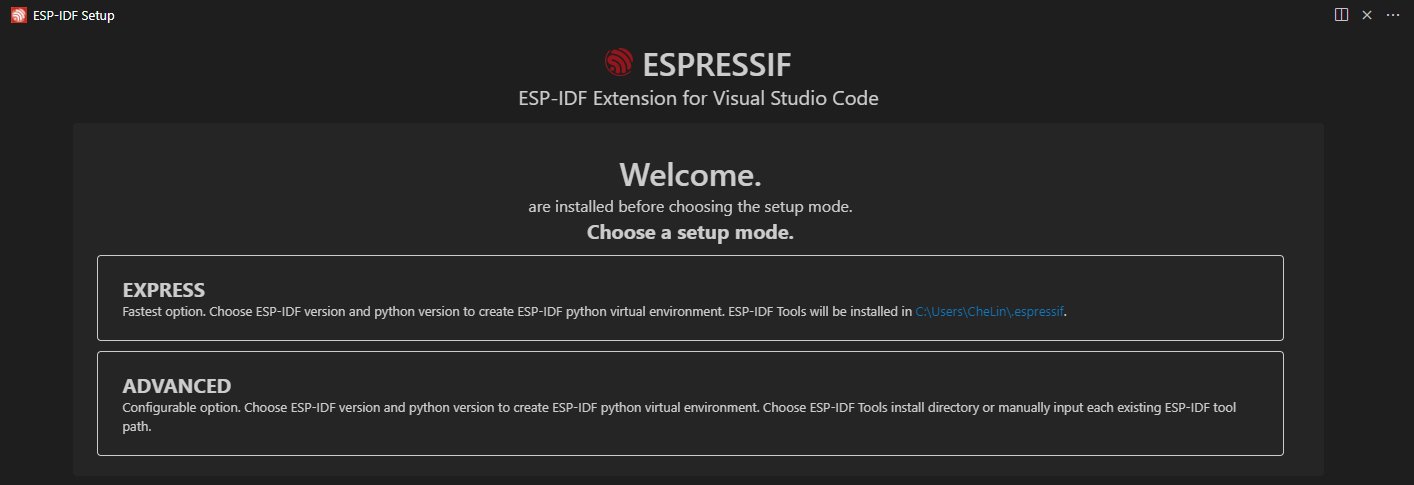 ESP-IDF Setup
ESPRESSIF
ESP-IDF Extension for Visual Studio Code
Welcome.
are installed before choosing the setup mode.
Choose a setup mode.
EXPRESS
Fastest option. Choose ESP-IDF version and python version to create ESP-IDF python virtual environment. ESP-IDF Tools will be installed in C:\Users\CheLin\.espressif.
ADVANCED
Configurable option. Choose ESP-IDF version and python version to create ESP-IDF python virtual environment. Choose ESP-IDF Tools install directory or manually input each existing ESP-IDF tool
path.